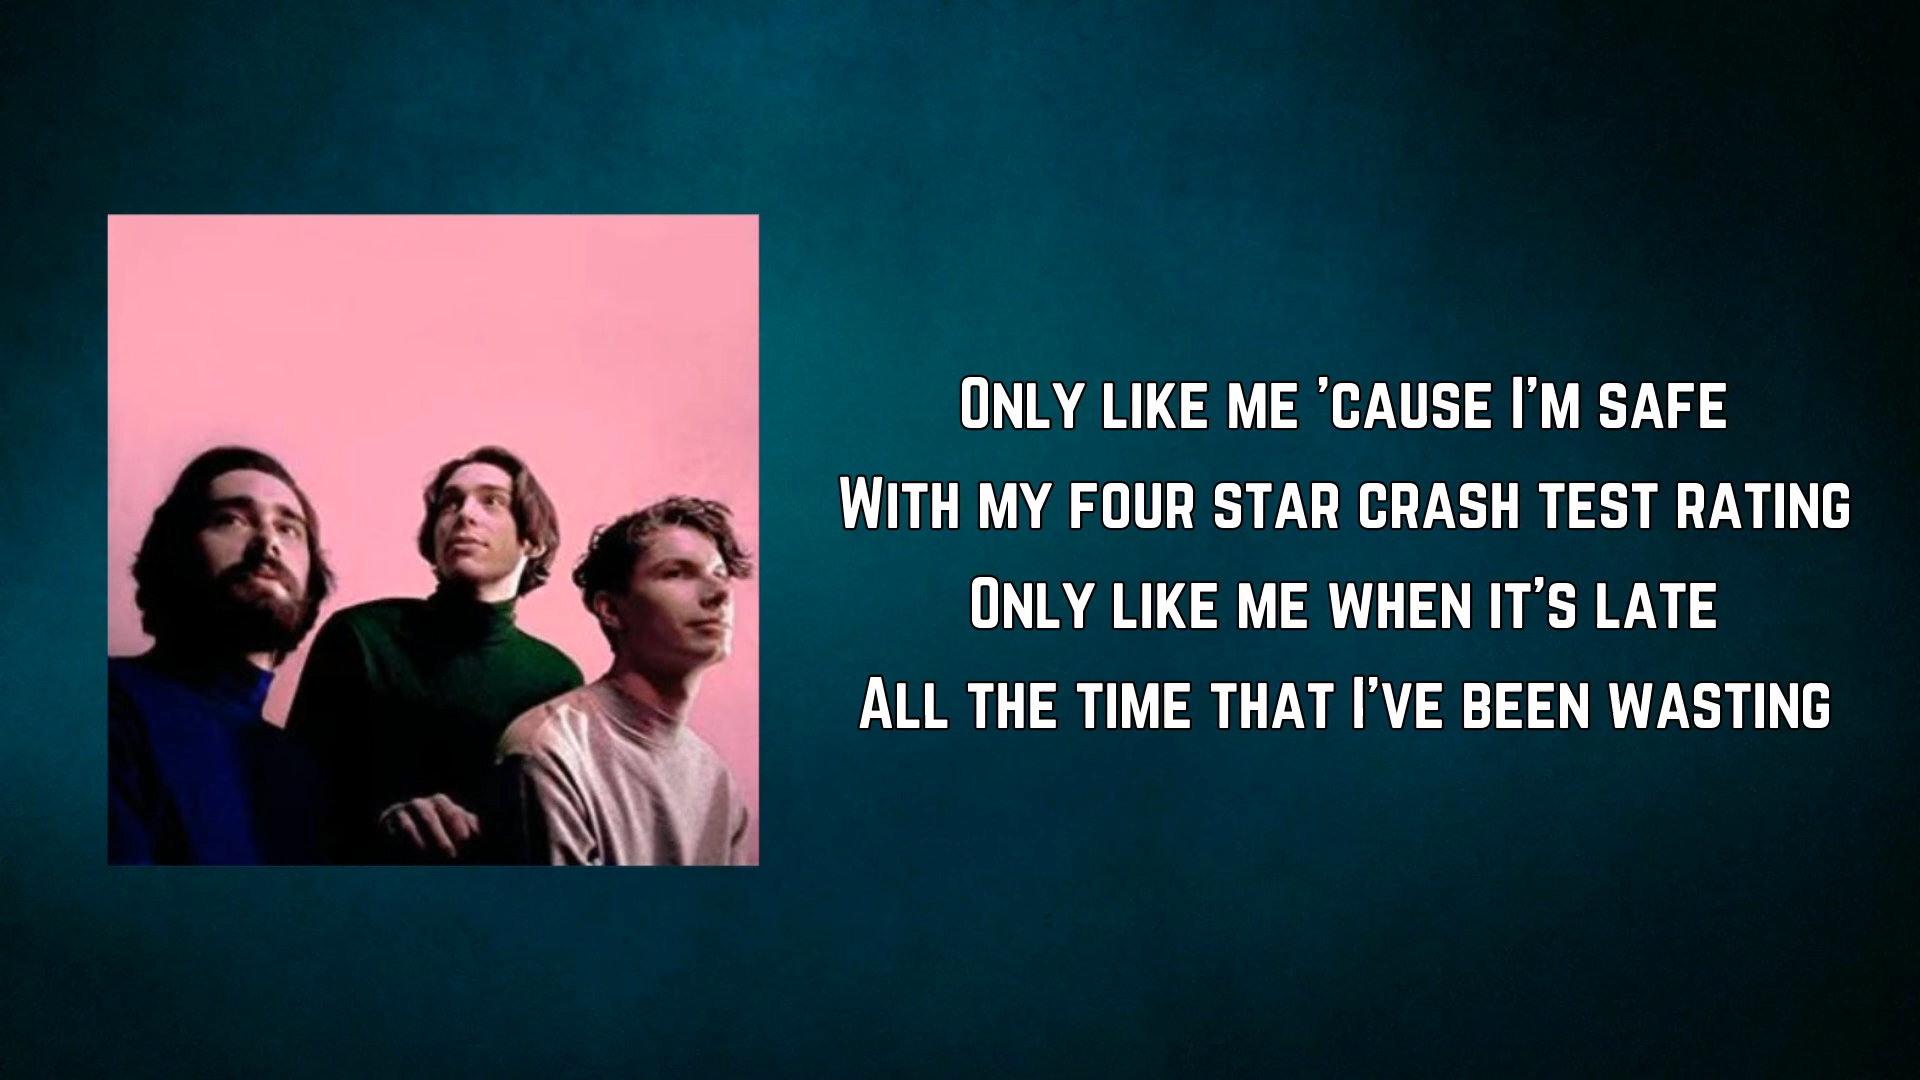 Only like me 'cause I'm safe
With my four star crash test rating
Only like me when it's late
All the time that I've been wasting